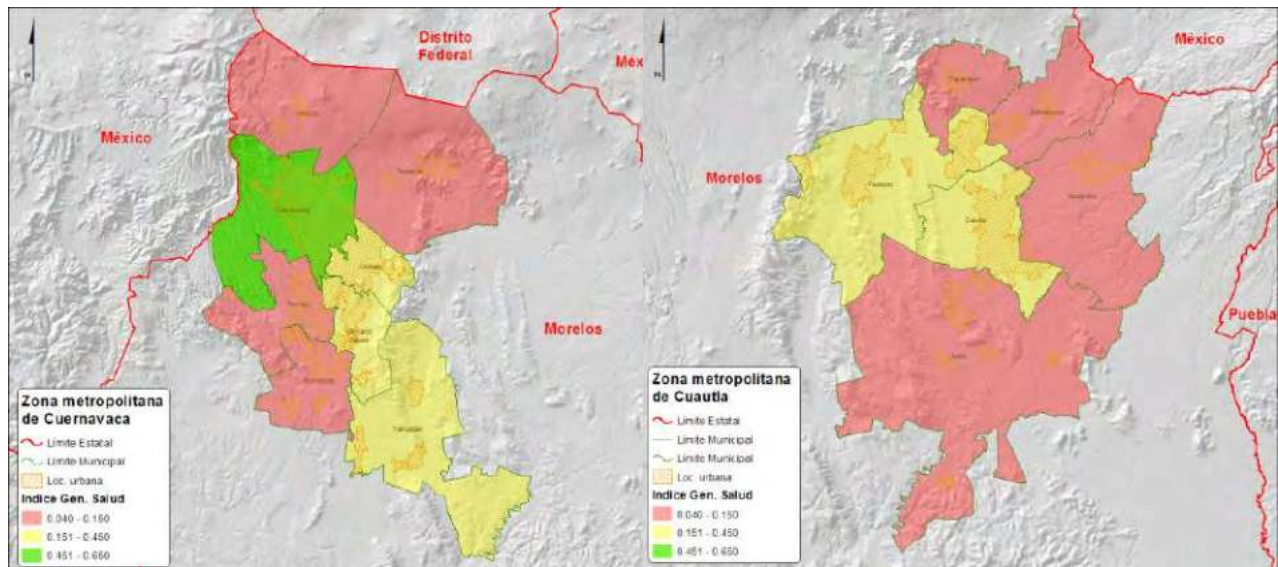 Distrito
Federal
Méx
México
Morelos
Zona metropolitana
de Cuernavaca
Límite Estatal
Límite Municipal
Loc. urbana
Indice Gen. Salud
0.040 - 0.150
0.151 - 0.450
0.451 - 0.650
México
Morelos
Cuautla
Ayala
Puebla
Zona metropolitana
de Cuautla
Límite Estatal
Límite Municipal
Límite Municipal
Loc. urbana
Indice Gen. Salud
0.040 - 0.150
0.151 - 0.450
0.451 - 0.650